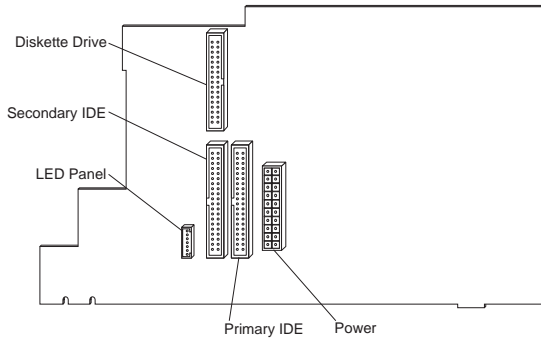 Diskette Drive
Secondary IDE
LED Panel
Primary IDE
Power